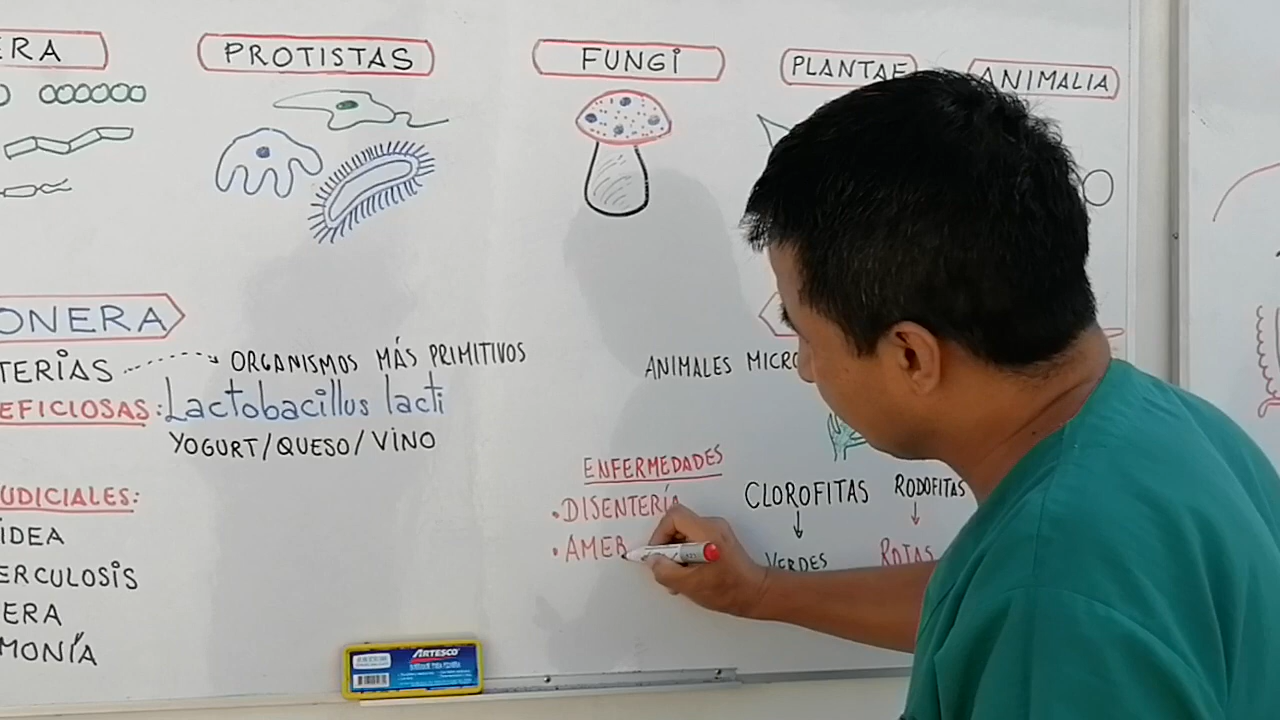 ERA
PROTISTAS
FUNGI
PLANTAE
ANIMALIA
ONERA
TERIAS
ORGANISMOS MÁS PRIMITIVOS
EFICIOSAS: Lactobacillus lacti
YOGURT/QUESO/VINO
UDICIALES:
IDEA
ERCULOSIS
ERA
MONÍA
ANIMALES MICRO
ENFERMEDADES
• DISENTERÍA
• AMEB
CLOROFITAS
RODOFITAS
VERDES
ROJAS
ARTESCO